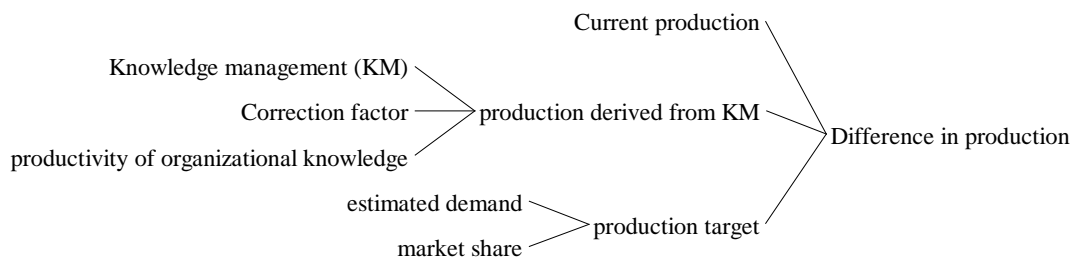 Current production
Knowledge management (KM)
Correction factor
production derived from KM
Difference in production
productivity of organizational knowledge
estimated demand
production target
market share